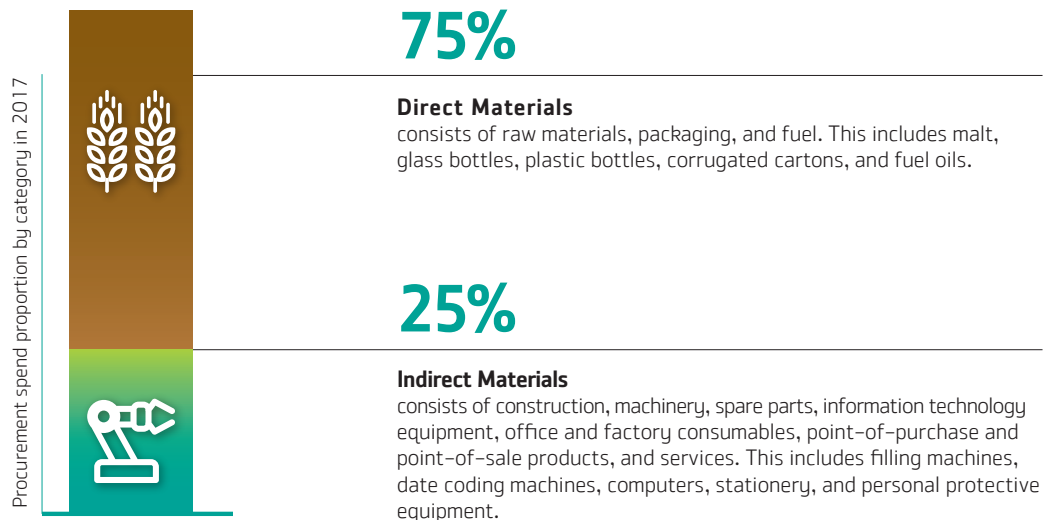 Procurement spend proportion by category in 2017
75%
Direct Materials
consists of raw materials, packaging, and fuel. This includes malt,
glass bottles, plastic bottles, corrugated cartons, and fuel oils.
25%
Indirect Materials
consists of construction, machinery, spare parts, information technology
equipment, office and factory consumables, point-of-purchase and
point-of-sale products, and services. This includes filling machines,
date coding machines, computers, stationery, and personal protective
equipment.